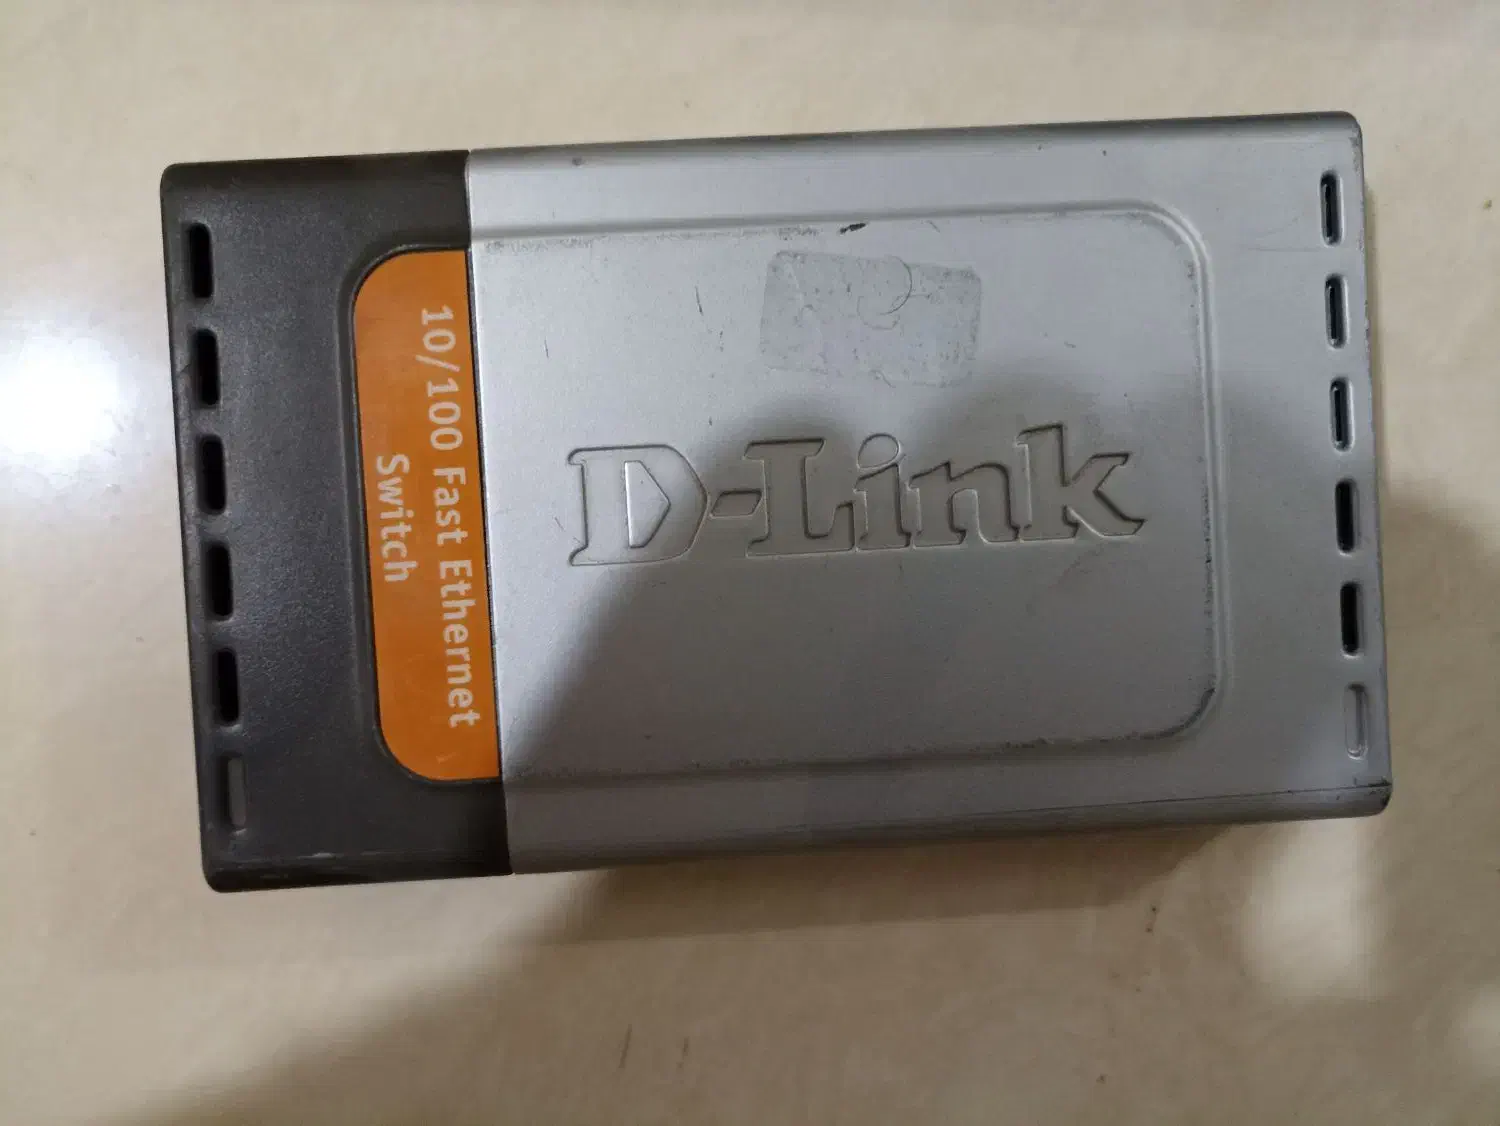 D-Link
10/100 Fast Ethernet
Switch